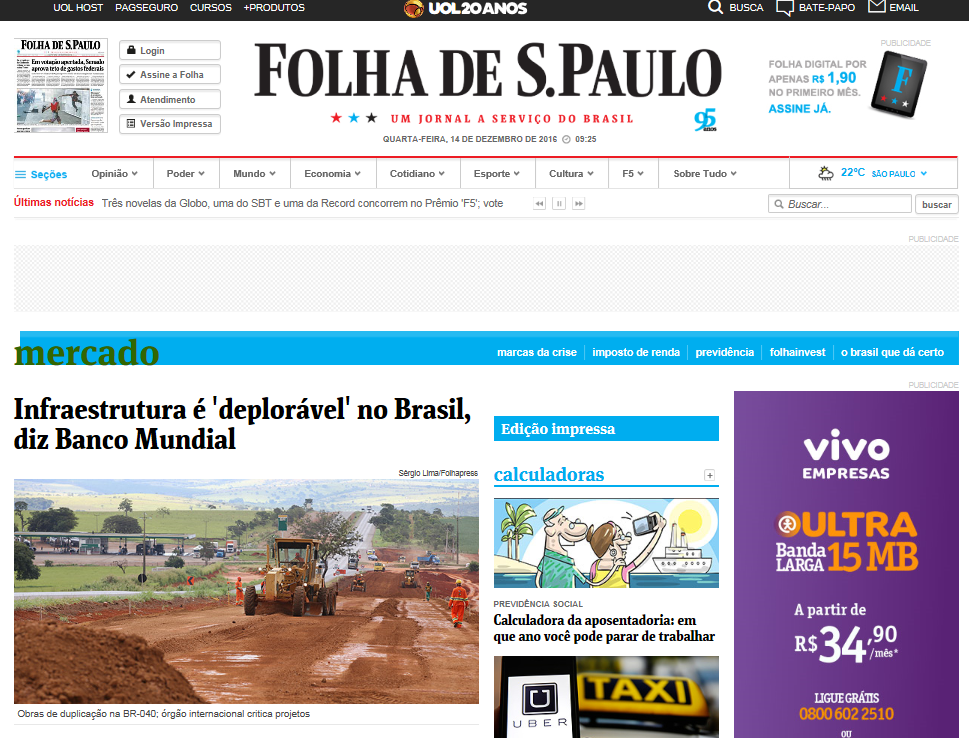 UOL HOST PAGSEGURO CURSOS +PRODUTOS
UOL 20 ANOS
BUSCA BATE-PAPO EMAIL
FOLHA DE S.PAULO
Em votação apertada, Senado
aprova teto de gastos federais
Login
Assine a Folha
Atendimento
Versão Impressa
FOLHA DE S.PAULO
★ ★ ★ UM JORNAL A SERVIÇO DO BRASIL
95
anos
QUARTA-FEIRA, 14 DE DEZEMBRO DE 2016 09:25
PUBLICIDADE
FOLHA DIGITAL POR
APENAS R$ 1,90
NO PRIMEIRO MÊS.
ASSINE JÁ.
F
Seções Opinião Poder Mundo Economia Cotidiano Esporte Cultura F5 Sobre Tudo 22ºC SÃO PAULO
Últimas notícias Três novelas da Globo, uma do SBT e uma da Record concorrem no Prêmio 'F5'; vote
Buscar... buscar
PUBLICIDADE
mercado
marcas da crise imposto de renda previdência folhainvest o brasil que dá certo
PUBLICIDADE
Infraestrutura é 'deplorável' no Brasil,
diz Banco Mundial
Sérgio Lima/Folhapress
Obras de duplicação na BR-040; órgão internacional critica projetos
Edição impressa
calculadoras +
PREVIDÊNCIA SOCIAL
Calculadora da aposentadoria: em
que ano você pode parar de trabalhar
UBER
TAXI
vivo
EMPRESAS
ULTRA
Banda
LARGA 15 MB
A partir de
R$34,90
/mês*
LIGUE GRÁTIS
0800 602 2510
OU